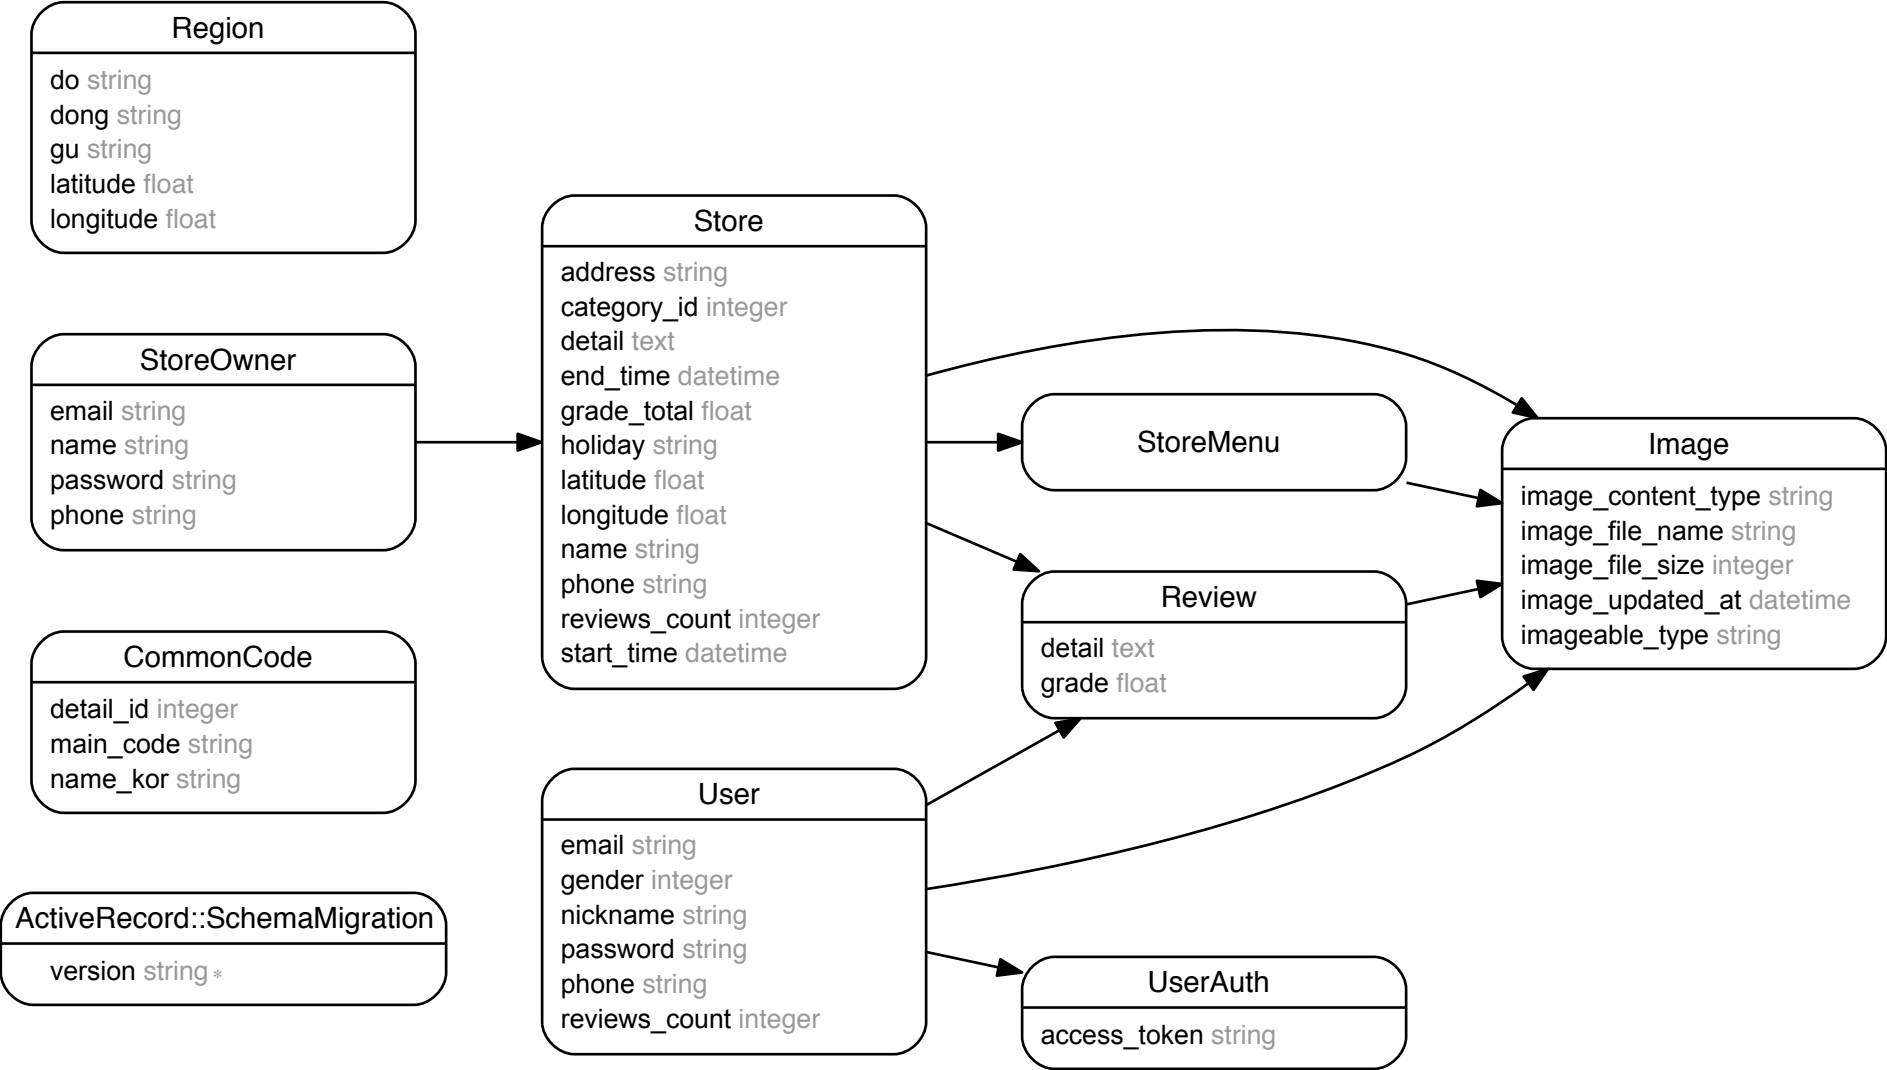 Region
do string
dong string
gu string
latitude float
longitude float
StoreOwner
email string
name string
password string
phone string
CommonCode
detail_id integer
main_code string
name_kor string
ActiveRecord::SchemaMigration
version string *
Store
address string
category_id integer
detail text
end_time datetime
grade_total float
holiday string
latitude float
longitude float
name string
phone string
reviews_count integer
start_time datetime
User
email string
gender integer
nickname string
password string
phone string
reviews_count integer
StoreMenu
Review
detail text
grade float
UserAuth
access_token string
Image
image_content_type string
image_file_name string
image_file_size integer
image_updated_at datetime
imageable_type string